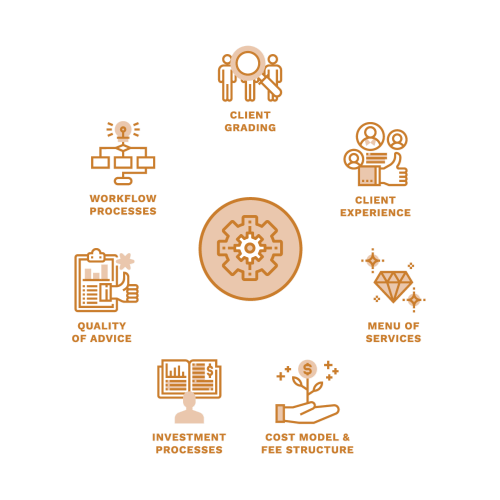 CLIENT
GRADING
CLIENT
EXPERIENCE
MENU OF
SERVICES
$
COST MODEL &
FEE STRUCTURE
$
INVESTMENT
PROCESSES
QUALITY
OF ADVICE
WORKFLOW
PROCESSES